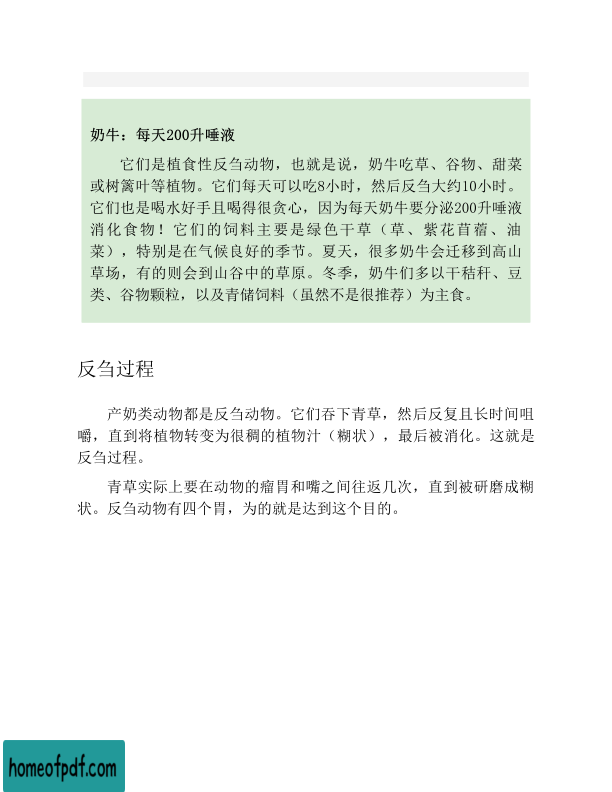 奶牛：每天200升唾液
它们是植食性反刍动物，也就是说，奶牛吃草、谷物、甜菜
或树篱叶等植物。它们每天可以吃8小时，然后反刍大约10小时。
它们也是喝水好手且喝得很贪心，因为每天奶牛要分泌200升唾液
消化食物！它们的饲料主要是绿色干草（草、紫花苜蓿、油
菜），特别是在气候良好的季节。夏天，很多奶牛会迁移到高山
草场，有的则会到山谷中的草原。冬季，奶牛们多以干秸秆、豆
类、谷物颗粒，以及青储饲料（虽然不是很推荐）为主食。
反刍过程
产奶类动物都是反刍动物。它们吞下青草，然后反复且长时间咀
嚼，直到将植物转变为很稠的植物汁（糊状），最后被消化。这就是
反刍过程。
青草实际上要在动物的瘤胃和嘴之间往返几次，直到被研磨成糊
状。反刍动物有四个胃，为的就是达到这个目的。
homeofpdf.com